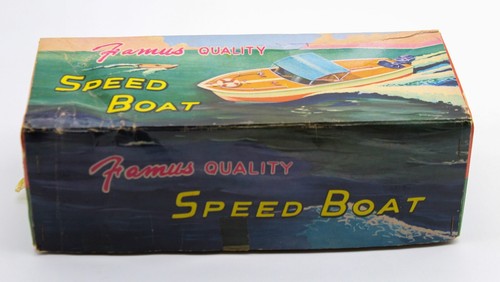 Famus QUALITY
SPEED
BOAT
Famus QUALITY
SPEED BOAT